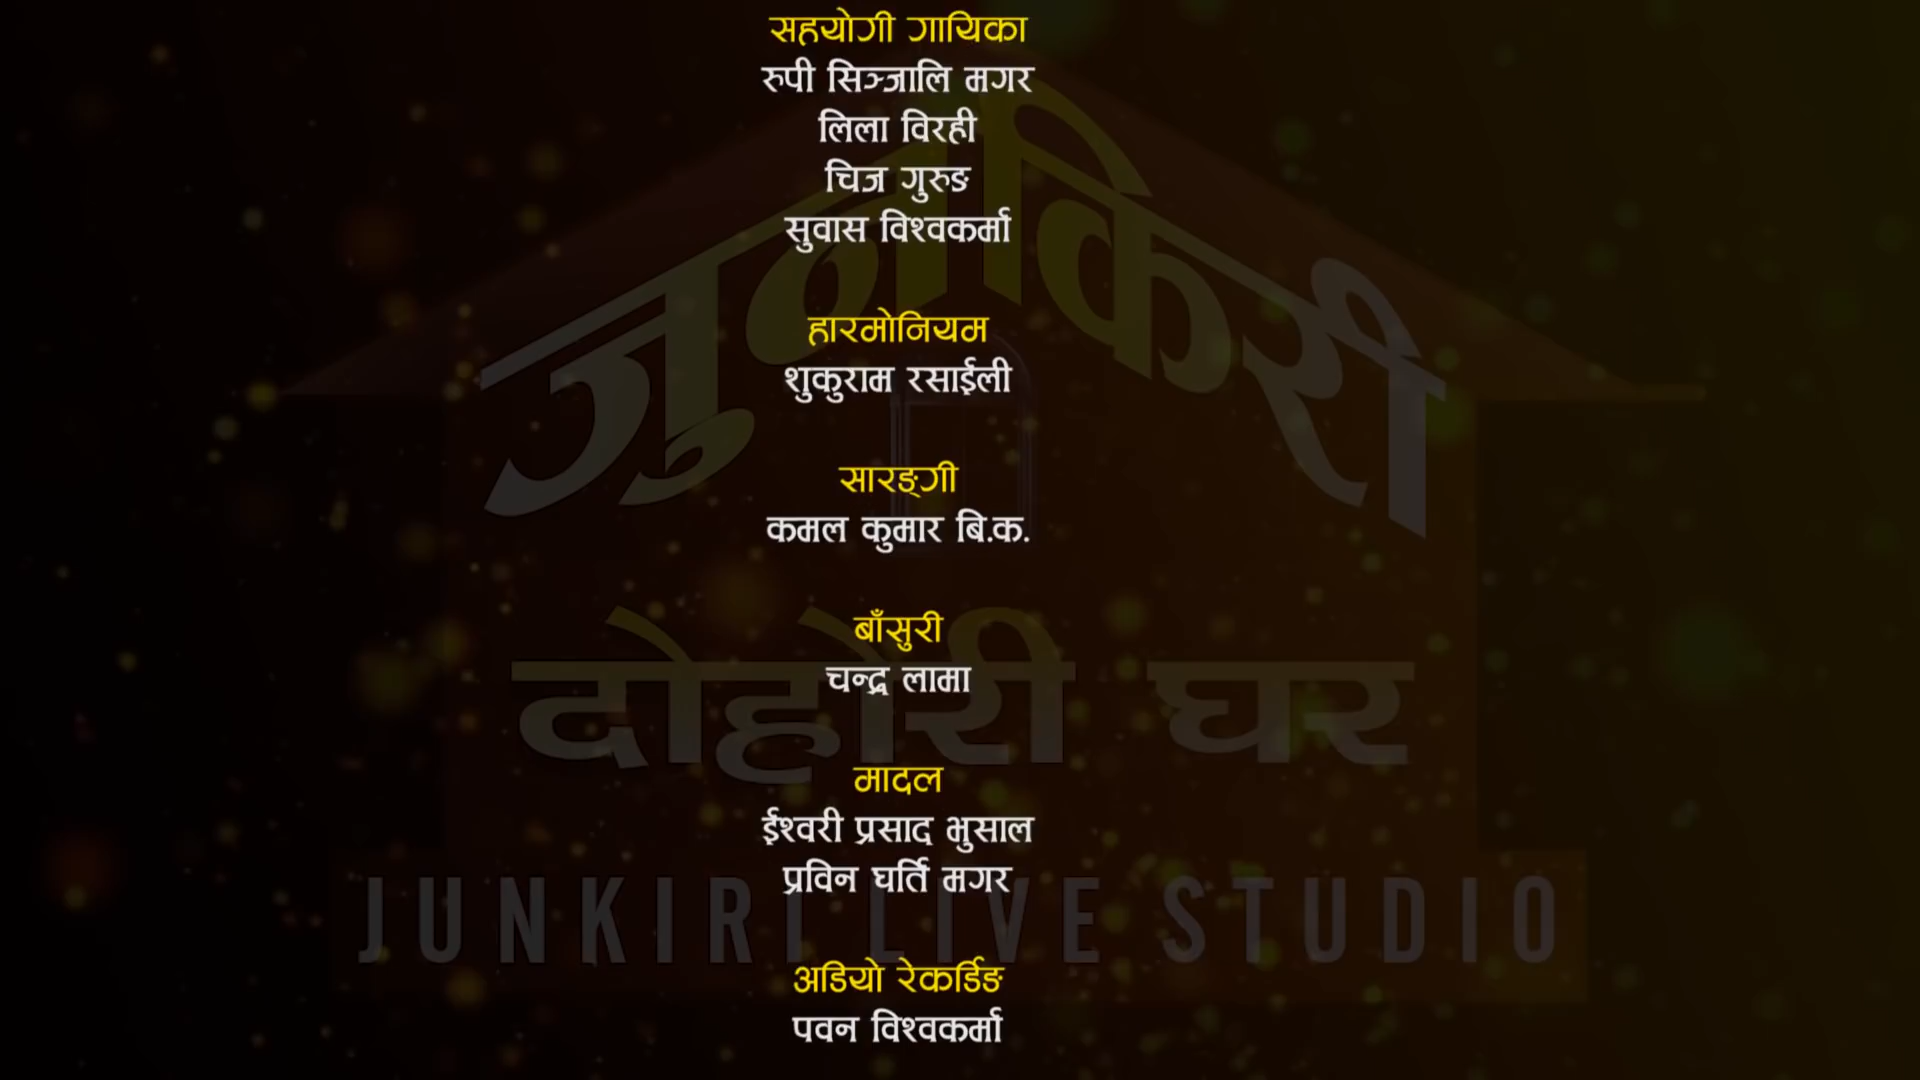 सहयोगी गायिका
रुपी सिञ्जालि मगर
लिला विरही
चिज गुरुङ
सुवास विश्वकर्मा
हारमोनियम
शुकुराम रसाईली
सारङ्गी
कमल कुमार बि.क.
बाँसुरी
चन्द्र लामा
मादल
ईश्वरी प्रसाद भुसाल
प्रविन घर्ति मगर
अडियो रेकर्डिङ
पवन विश्वकर्मा
जुनकिरी
दोहोरी घर
JUNKIRI LIVE STUDIO